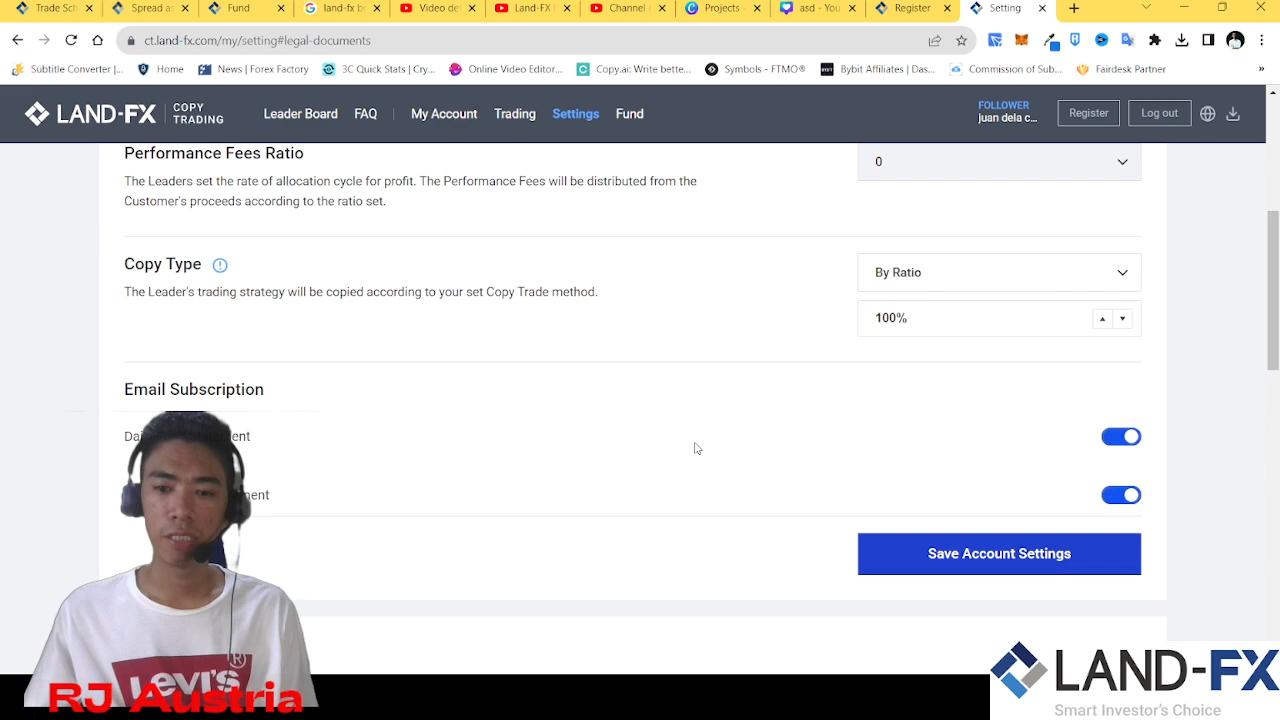 Trade Sch
Spread as
Fund
land-fx be
Video de
LAND-FX
Channel
Projects -
asd - You
Register
Setting
ct.land-fx.com/my/setting#legal-documents
Subtitle Converter |...
Home
News | Forex Factory
3C Quick Stats | Cry...
Online Video Editor...
Copy.ai: Write bette...
Symbols - FTMO®
Bybit Affiliates | Das...
Commission of Sub...
Fairdesk Partner
»
LAND-FX
COPY
TRADING
Leader Board
FAQ
My Account
Trading
Settings
Fund
FOLLOWER
juan dela c...
Register
Log out
Performance Fees Ratio
0
The Leaders set the rate of allocation cycle for profit. The Performance Fees will be distributed from the
Customer's proceeds according to the ratio set.
Copy Type
By Ratio
The Leader's trading strategy will be copied according to your set Copy Trade method.
100%
Email Subscription
Save Account Settings
Levi's
RJ Austria
LAND-FX
Smart Investor's Choice